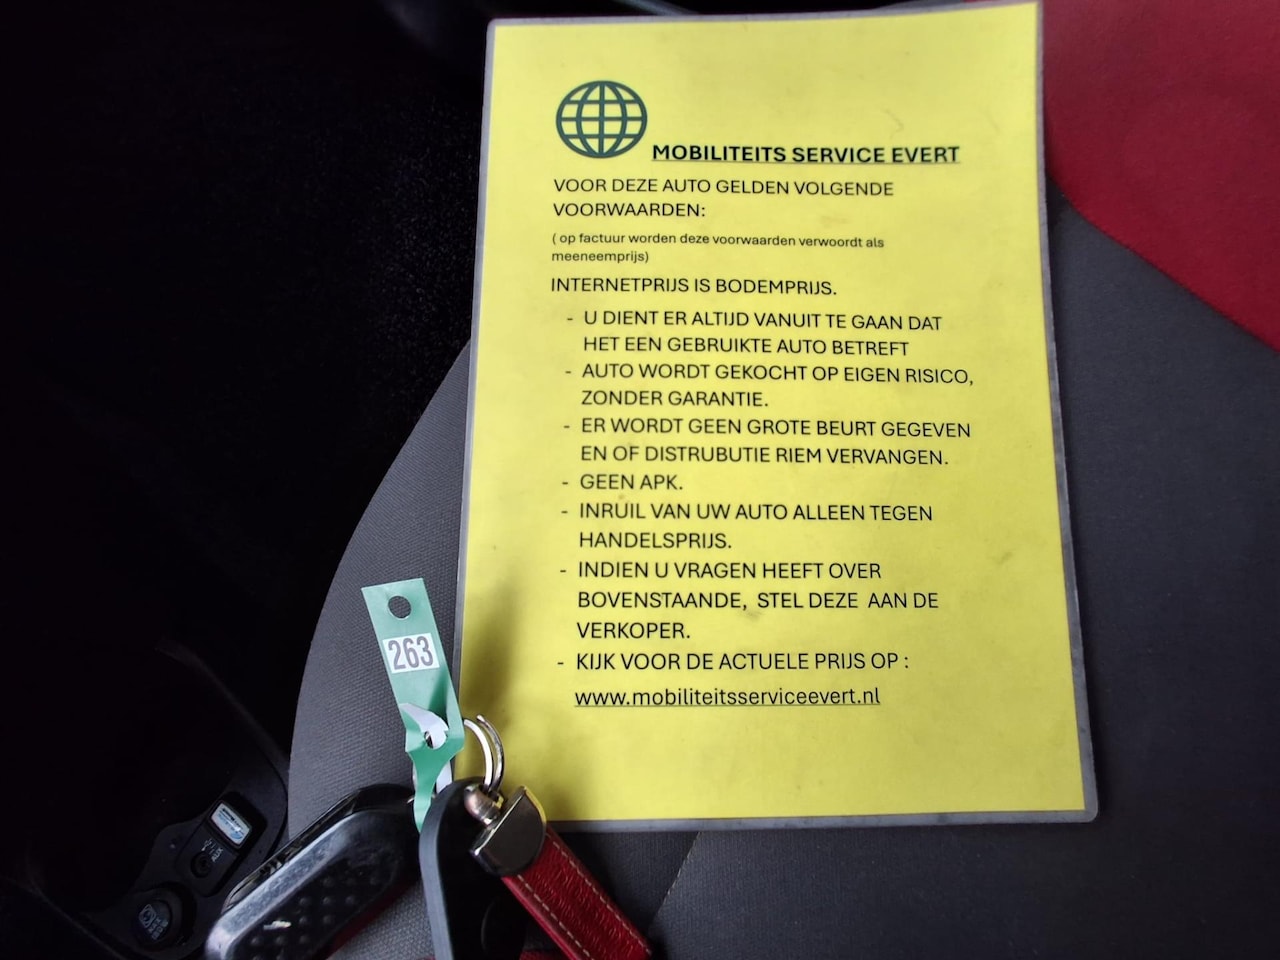 MOBILITEITS SERVICE EVERT
VOOR DEZE AUTO GELDEN VOLGENDE
VOORWAARDEN:
( op factuur worden deze voorwaarden verwoordt als
meeneemprijs)
INTERNETPRIJS IS BODEMPRIJS.
- U DIENT ER ALTIJD VANUIT TE GAAN DAT
HET EEN GEBRUIKTE AUTO BETREFT
- AUTO WORDT GEKOCHT OP EIGEN RISICO,
ZONDER GARANTIE.
- ER WORDT GEEN GROTE BEURT GEGEVEN
EN OF DISTRUBUTIE RIEM VERVANGEN.
- GEEN APK.
- INRUIL VAN UW AUTO ALLEEN TEGEN
HANDELSPRIJS.
- INDIEN U VRAGEN HEEFT OVER
BOVENSTAANDE, STEL DEZE AAN DE
VERKOPER.
- KIJK VOOR DE ACTUELE PRIJS OP :
www.mobiliteitsserviceevert.nl
263
AUX